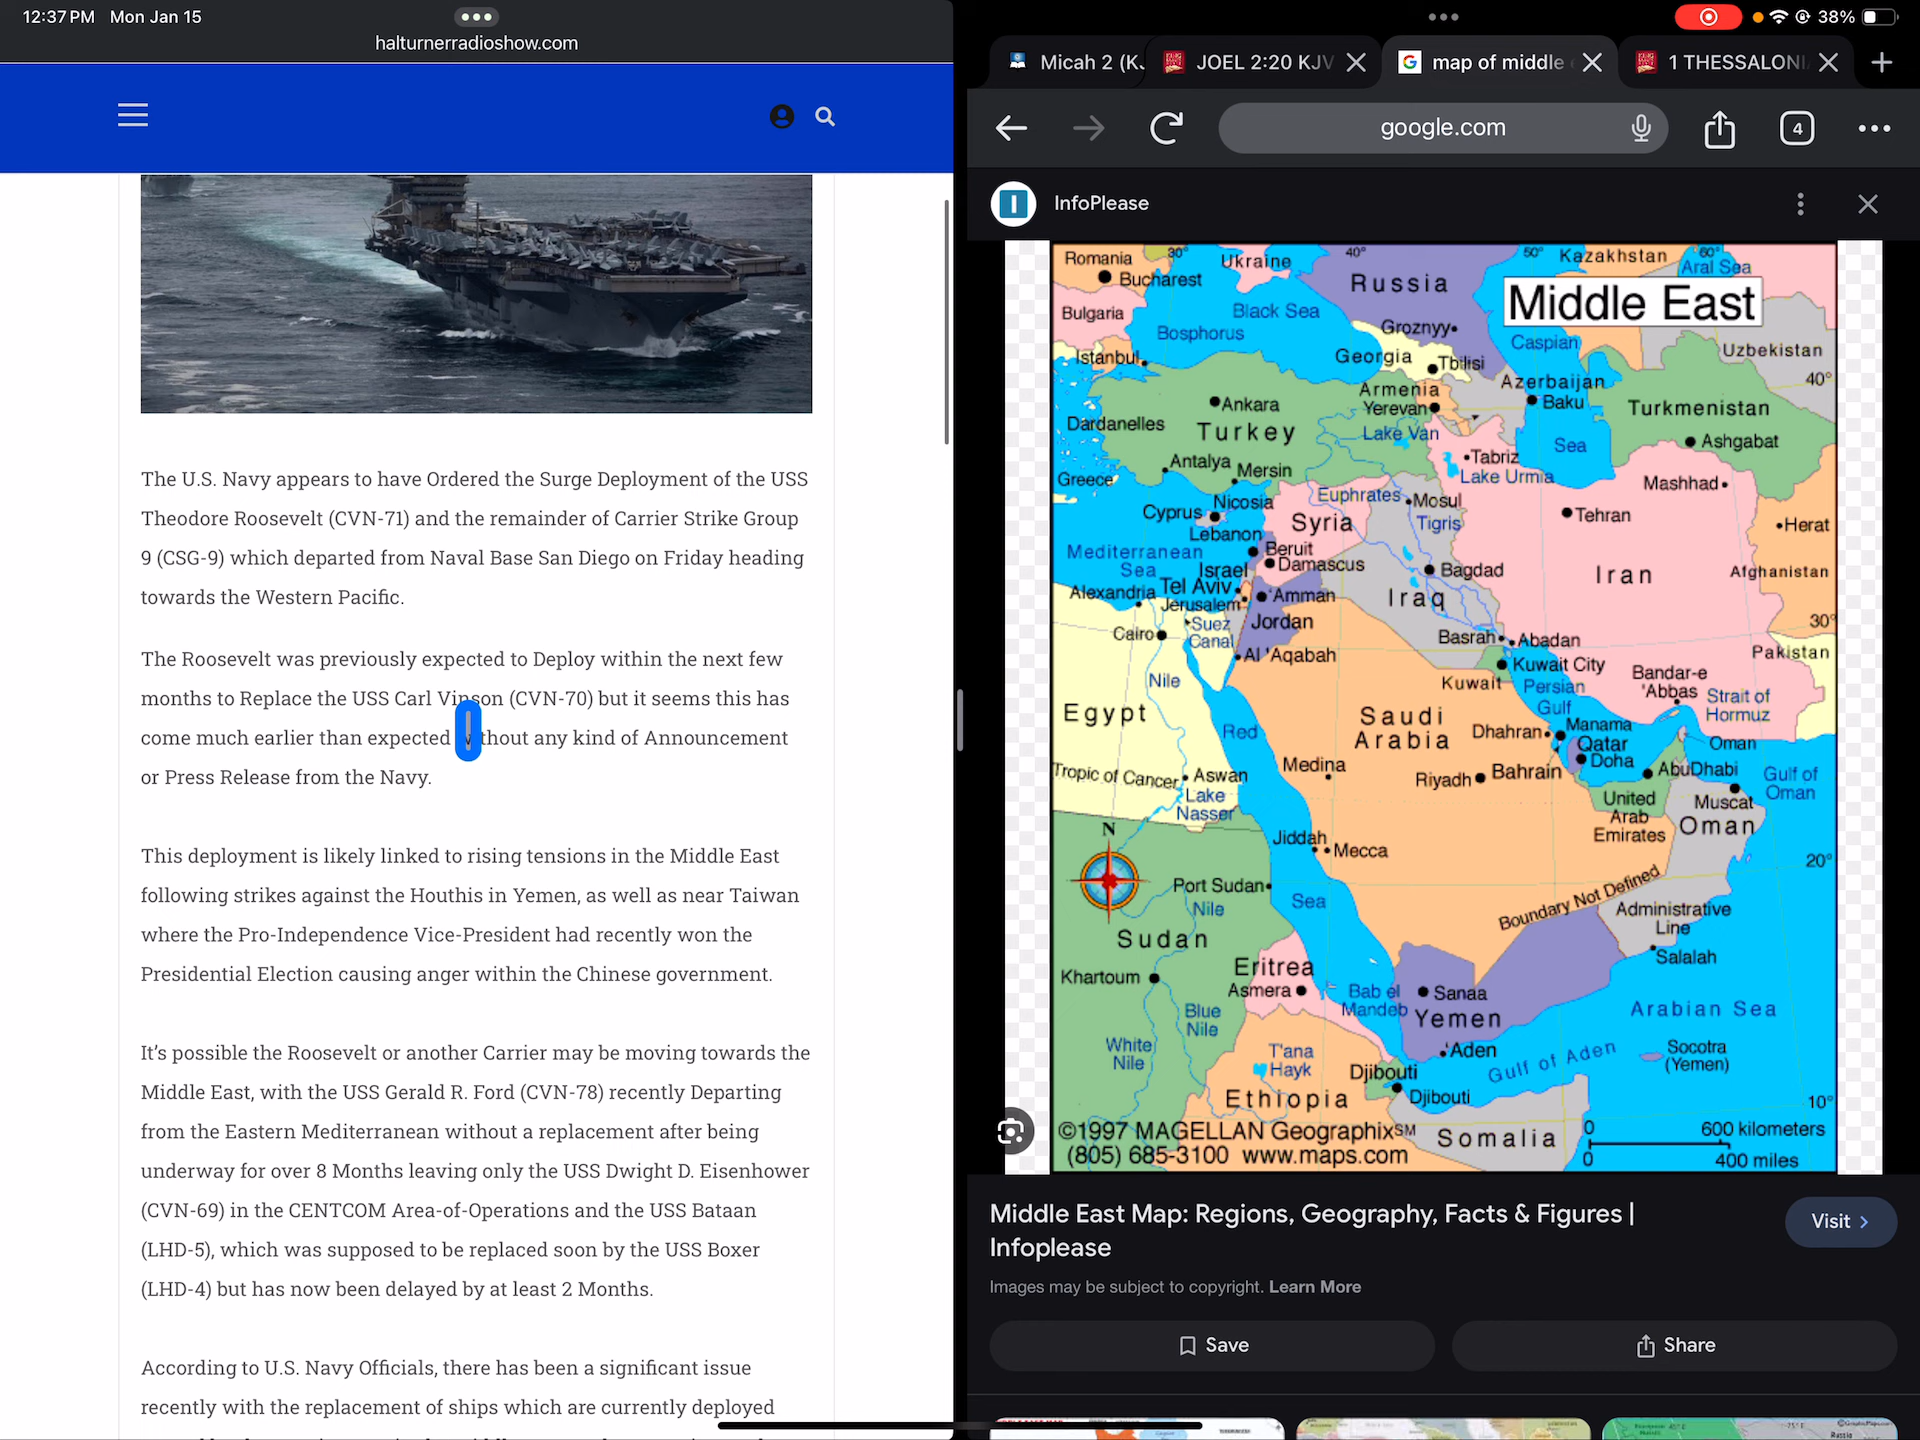 12:37 PM Mon Jan 15
halturnerradioshow.com
The U.S. Navy appears to have Ordered the Surge Deployment of the USS
Theodore Roosevelt (CVN-71) and the remainder of Carrier Strike Group
9 (CSG-9) which departed from Naval Base San Diego on Friday heading
towards the Western Pacific.
The Roosevelt was previously expected to Deploy within the next few
months to Replace the USS Carl Vinson (CVN-70) but it seems this has
come much earlier than expected without any kind of Announcement
or Press Release from the Navy.
This deployment is likely linked to rising tensions in the Middle East
following strikes against the Houthis in Yemen, as well as near Taiwan
where the Pro-Independence Vice-President had recently won the
Presidential Election causing anger within the Chinese government.
It's possible the Roosevelt or another Carrier may be moving towards the
Middle East, with the USS Gerald R. Ford (CVN-78) recently Departing
from the Eastern Mediterranean without a replacement after being
underway for over 8 Months leaving only the USS Dwight D. Eisenhower
(CVN-69) in the CENTCOM Area-of-Operations and the USS Bataan
(LHD-5), which was supposed to be replaced soon by the USS Boxer
(LHD-4) but has now been delayed by at least 2 Months.
According to U.S. Navy Officials, there has been a significant issue
recently with the replacement of ships which are currently deployed
38%
Micah 2 (KJ
JOEL 2:20 KJV
map of middle e
1 THESSALONI
google.com
4
InfoPlease
Middle East
Romania
30°
Ukraine
40°
50°
Kazakhstan
60°
Aral Sea
Bucharest
Russia
Bulgaria
Black Sea
Bosphorus
Groznyy
Caspian
Uzbekistan
Istanbul
Georgia
Tbilisi
Armenia
Azerbaijan
40°
Ankara
Yerevan
Baku
Turkmenistan
Dardanelles
Turkey
Lake Van
Sea
Ashgabat
Antalya
Mersin
Tabriz
Lake Urmia
Mashhad
Greece
Nicosia
Euphrates
Mosul
Cyprus
Syria
Tigris
Tehran
Herat
Lebanon
Mediterranean
Sea
Beruit
Damascus
Israel
Bagdad
Iran
Afghanistan
Alexandria
Tel Aviv
Jerusalem
Amman
Iraq
30°
Suez
Canal
Jordan
Cairo
Basrah
Abadan
Al 'Aqabah
Kuwait City
Pakistan
Nile
Kuwait
Persian
Gulf
Bandar-e
'Abbas
Strait of
Hormuz
Egypt
Saudi
Arabia
Red
Dhahran
Manama
Qatar
Doha
Oman
Medina
Riyadh
Bahrain
AbuDhabi
Gulf of
Oman
Tropic of Cancer
Aswan
Lake
Nasser
United
Arab
Emirates
Muscat
Oman
N
Jiddah
Mecca
20°
Port Sudan
Nile
Sea
Boundary Not Defined
Administrative
Line
Sudan
Salalah
Khartoum
Eritrea
Asmera
Bab el
Mandeb
Sanaa
Yemen
Arabian Sea
Blue
Nile
White
Nile
T'ana
Hayk
Aden
Gulf of Aden
Socotra
(Yemen)
Djibouti
Djibouti
Ethiopia
10°
©1997 MAGELLAN Geographix℠
(805) 685-3100 www.maps.com
Somalia
0
600 kilometers
0
400 miles
Middle East Map: Regions, Geography, Facts & Figures |
Infoplease
Visit >
Images may be subject to copyright. Learn More
Save
Share